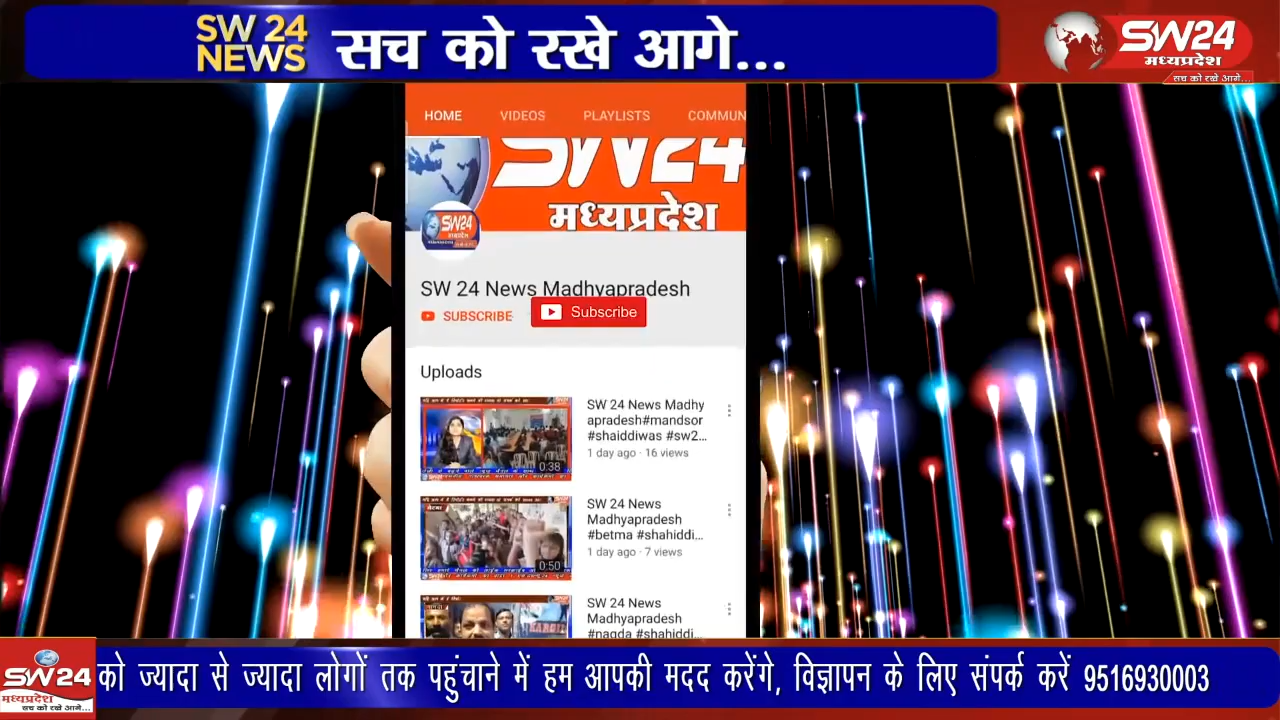 SW 24
NEWS
सच को रखे आगे...
SW24
मध्यप्रदेश
सच को रखे आगे...
HOME VIDEOS PLAYLISTS COMMUN
SW24
मध्यप्रदेश
SW24
SW 24 News Madhyapradesh
SUBSCRIBE
Subscribe
Uploads
SW 24 News Madhy
apradesh#mandsor
#shaiddiwas #sw2...
1 day ago · 16 views
0:38
SW 24 News
Madhyapradesh
#betma #shahiddi...
1 day ago · 7 views
0:50
SW 24 News
Madhyapradesh
#nagda #shahiddi...
SW24
मध्यप्रदेश
सच को रखे आगे...
को ज्यादा से ज्यादा लोगों तक पहुंचाने में हम आपकी मदद करेंगे, विज्ञापन के लिए संपर्क करें 9516930003